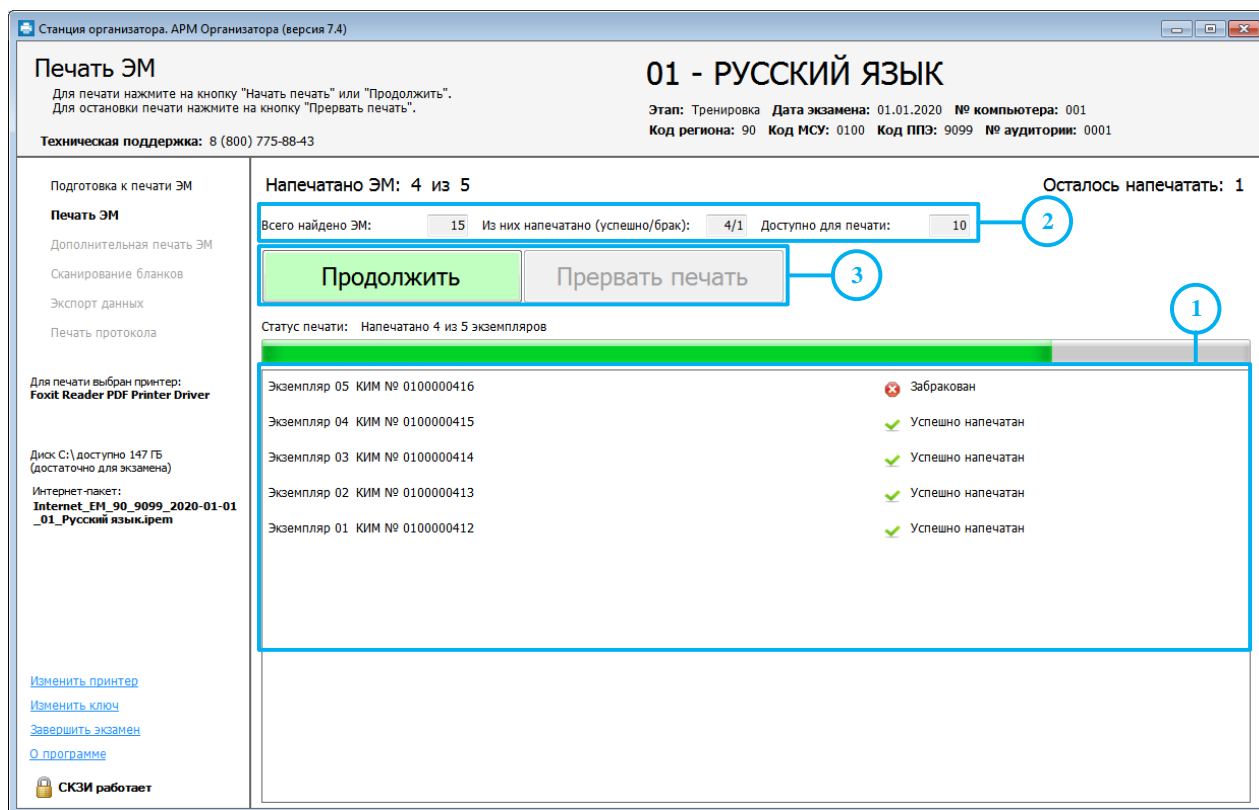 Станция организатора. АРМ Организатора (версия 7.4)
Печать ЭМ
Для печати нажмите на кнопку "Начать печать" или "Продолжить".
Для остановки печати нажмите на кнопку "Прервать печать".
Техническая поддержка: 8 (800) 775-88-43
01 - РУССКИЙ ЯЗЫК
Этап: Тренировка Дата экзамена: 01.01.2020 № компьютера: 001
Код региона: 90 Код МСУ: 0100 Код ППЭ: 9099 № аудитории: 0001
Подготовка к печати ЭМ
Печать ЭМ
Дополнительная печать ЭМ
Сканирование бланков
Экспорт данных
Печать протокола
Для печати выбран принтер:
Foxit Reader PDF Printer Driver
Диск C:\ доступно 147 ГБ
(достаточно для экзамена)
Интернет-пакет:
Internet_EM_90_9099_2020-01-01
_01_Русский язык.ipem
Изменить принтер
Изменить ключ
Завершить экзамен
О программе
СКЗИ работает
Напечатано ЭМ: 4 из 5 Осталось напечатать: 1
Всего найдено ЭМ: 15 Из них напечатано (успешно/брак): 4/1 Доступно для печати: 10
2
Продолжить Прервать печать
3
1
Статус печати: Напечатано 4 из 5 экземпляров
Экземпляр 05 КИМ № 0100000416 Забракован
Экземпляр 04 КИМ № 0100000415 Успешно напечатан
Экземпляр 03 КИМ № 0100000414 Успешно напечатан
Экземпляр 02 КИМ № 0100000413 Успешно напечатан
Экземпляр 01 КИМ № 0100000412 Успешно напечатан